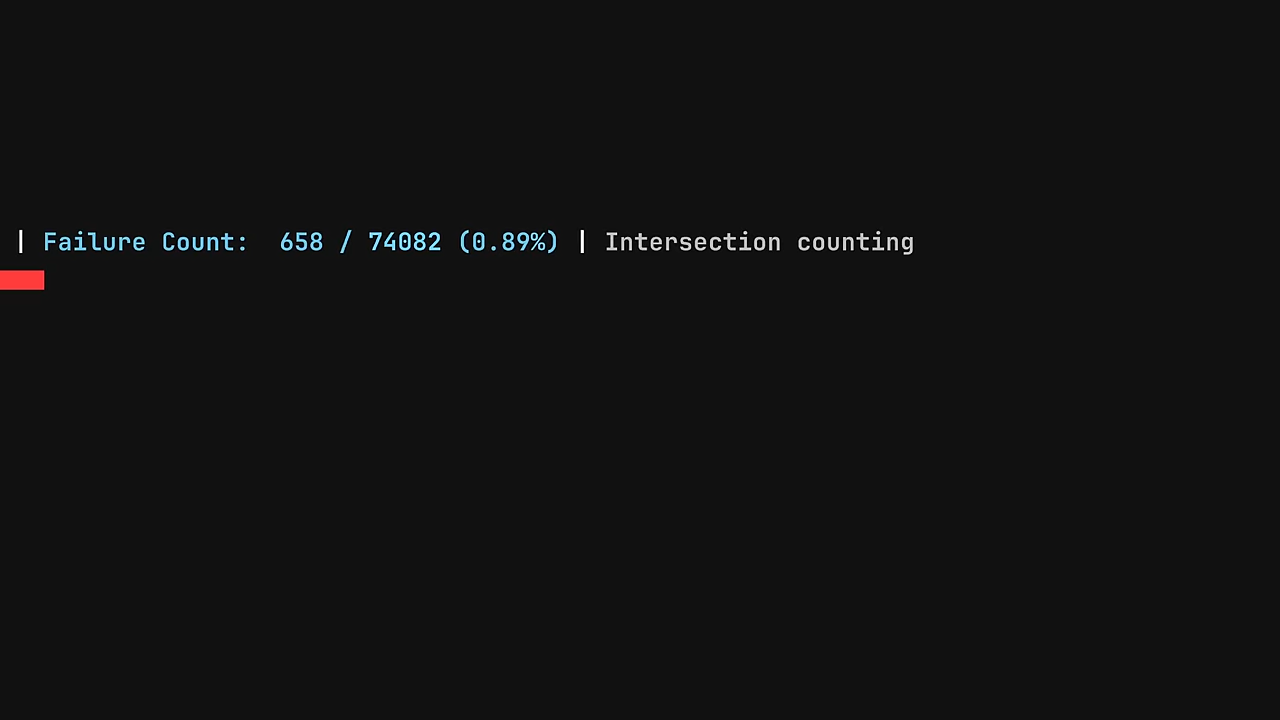 | Failure Count:  658 / 74082 (0.89%) | Intersection counting